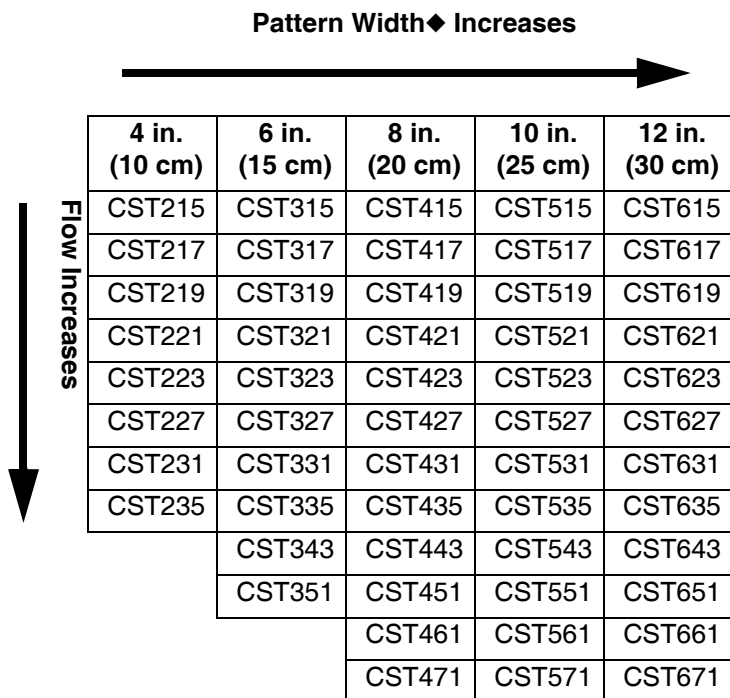 Pattern Width◆ Increases
4 in. 6 in. 8 in. 10 in. 12 in.
(10 cm) (15 cm) (20 cm) (25 cm) (30 cm)
Flow Increases
CST215 CST315 CST415 CST515 CST615
CST217 CST317 CST417 CST517 CST617
CST219 CST319 CST419 CST519 CST619
CST221 CST321 CST421 CST521 CST621
CST223 CST323 CST423 CST523 CST623
CST227 CST327 CST427 CST527 CST627
CST231 CST331 CST431 CST531 CST631
CST235 CST335 CST435 CST535 CST635
CST343 CST443 CST543 CST643
CST351 CST451 CST551 CST651
CST461 CST561 CST661
CST471 CST571 CST671